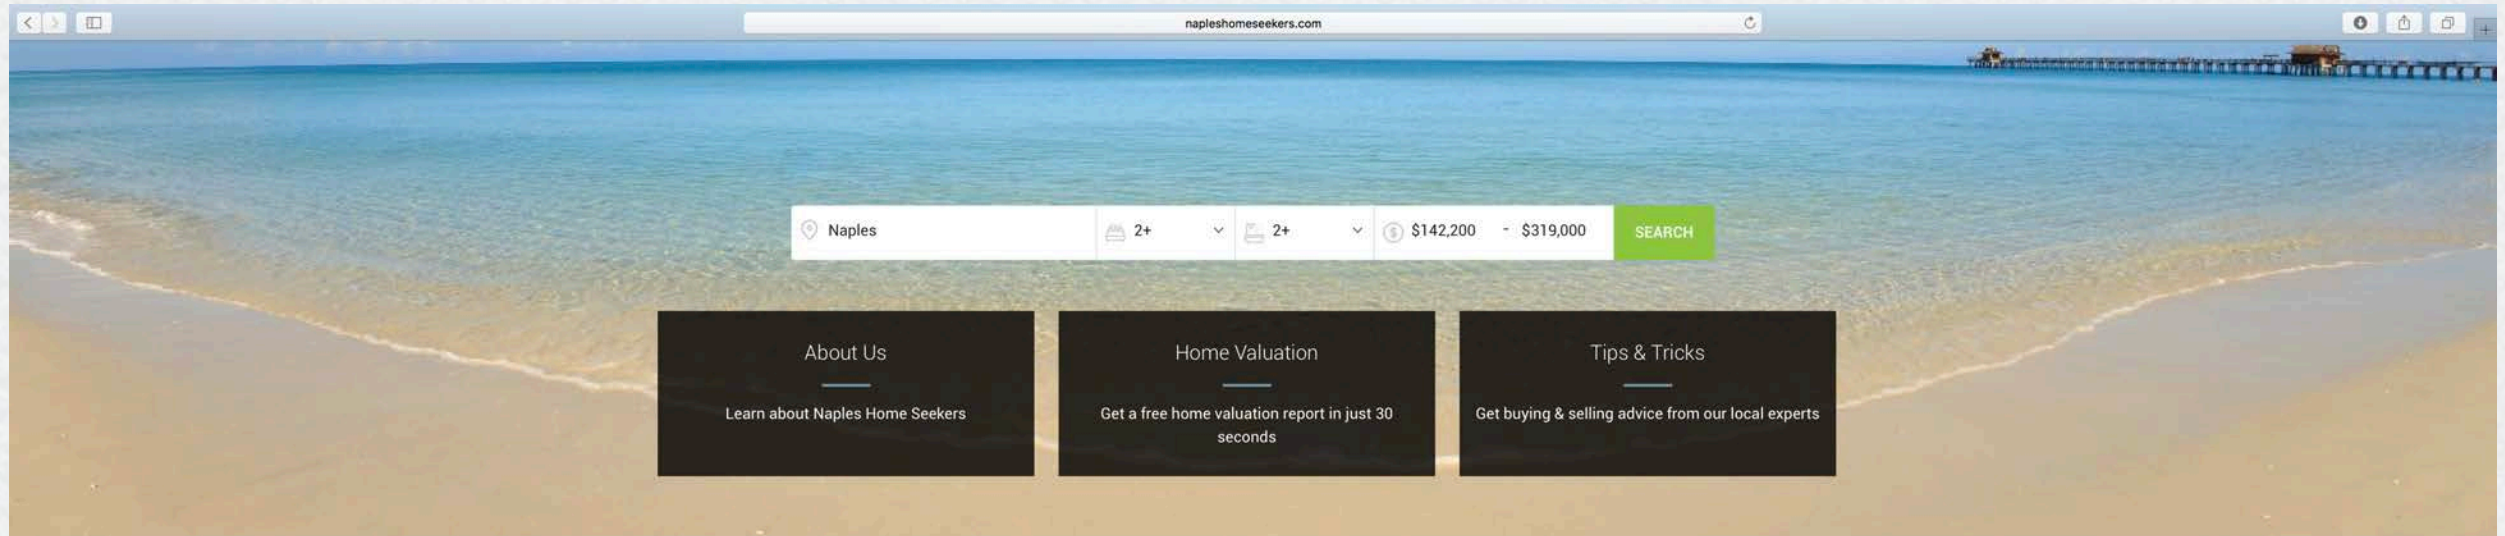 napleshomeseekers.com
Naples 2+ 2+ $142,200 - $319,000 SEARCH
About Us
Learn about Naples Home Seekers
Home Valuation
Get a free home valuation report in just 30
seconds
Tips & Tricks
Get buying & selling advice from our local experts